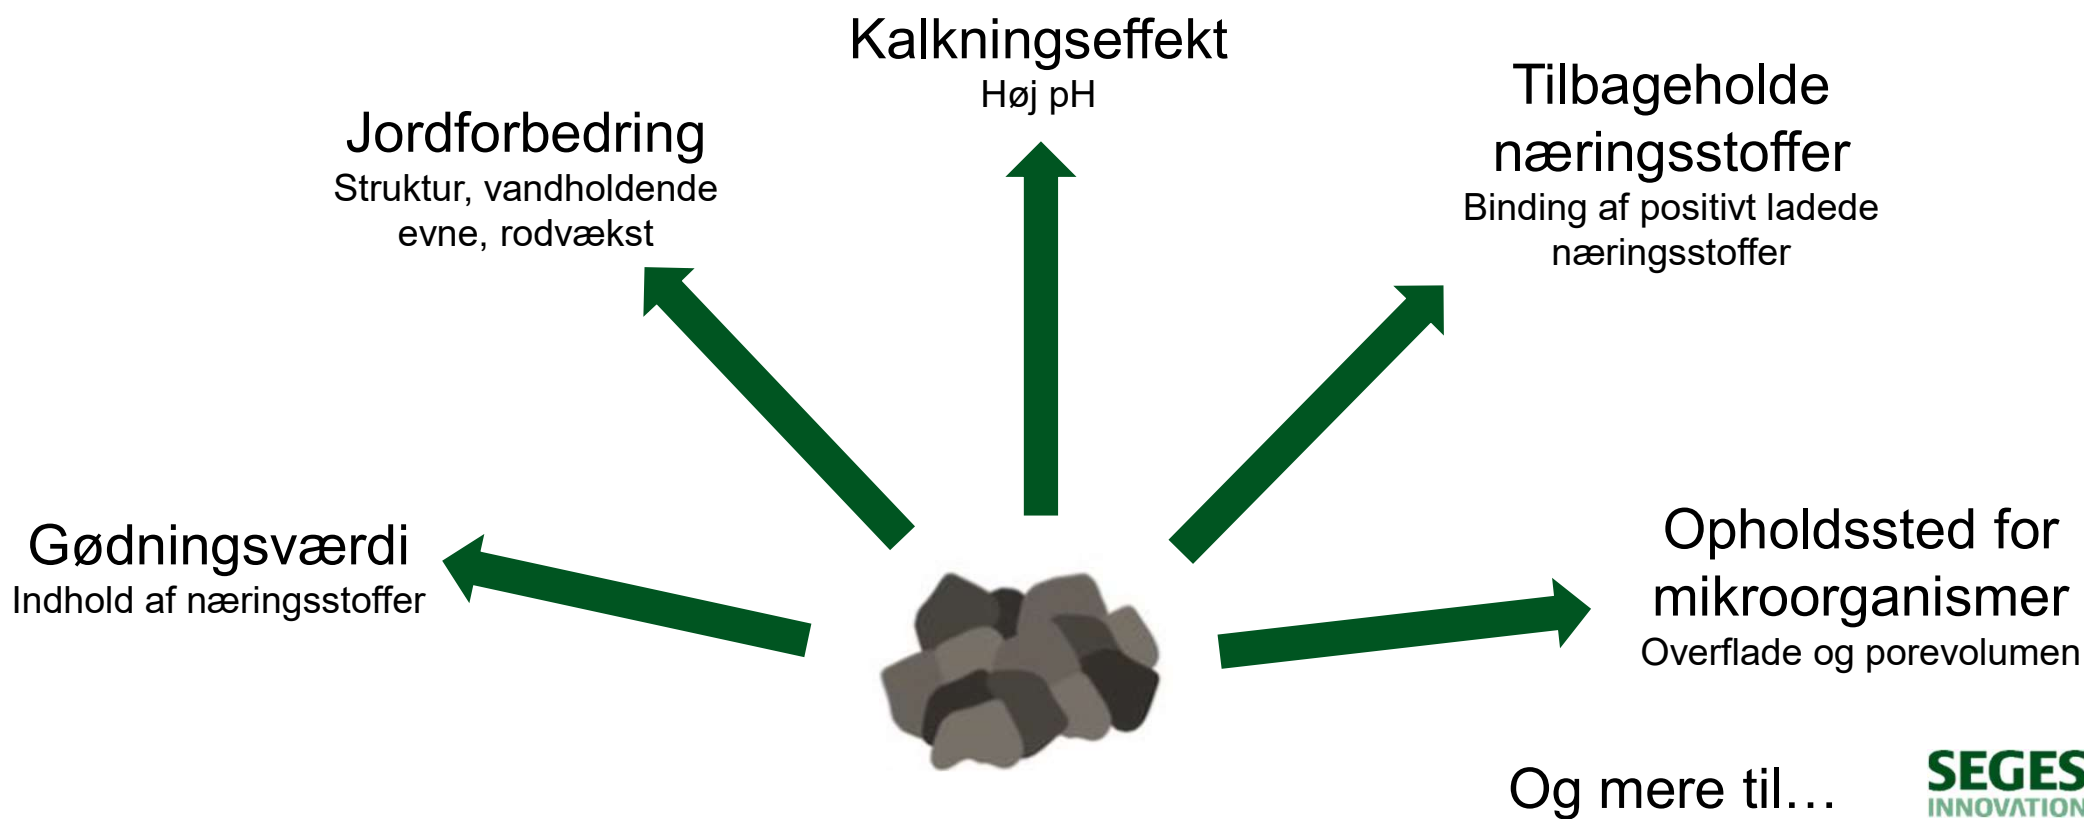 Kalkningseffekt
Høj pH
Jordforbedring
Struktur, vandholdende
evne, rodvækst
Tilbageholde
næringsstoffer
Binding af positivt ladede
næringsstoffer
Gødningsværdi
Indhold af næringsstoffer
Opholdssted for
mikroorganismer
Overflade og porevolumen
Og mere til…
SEGES
INNOVATION